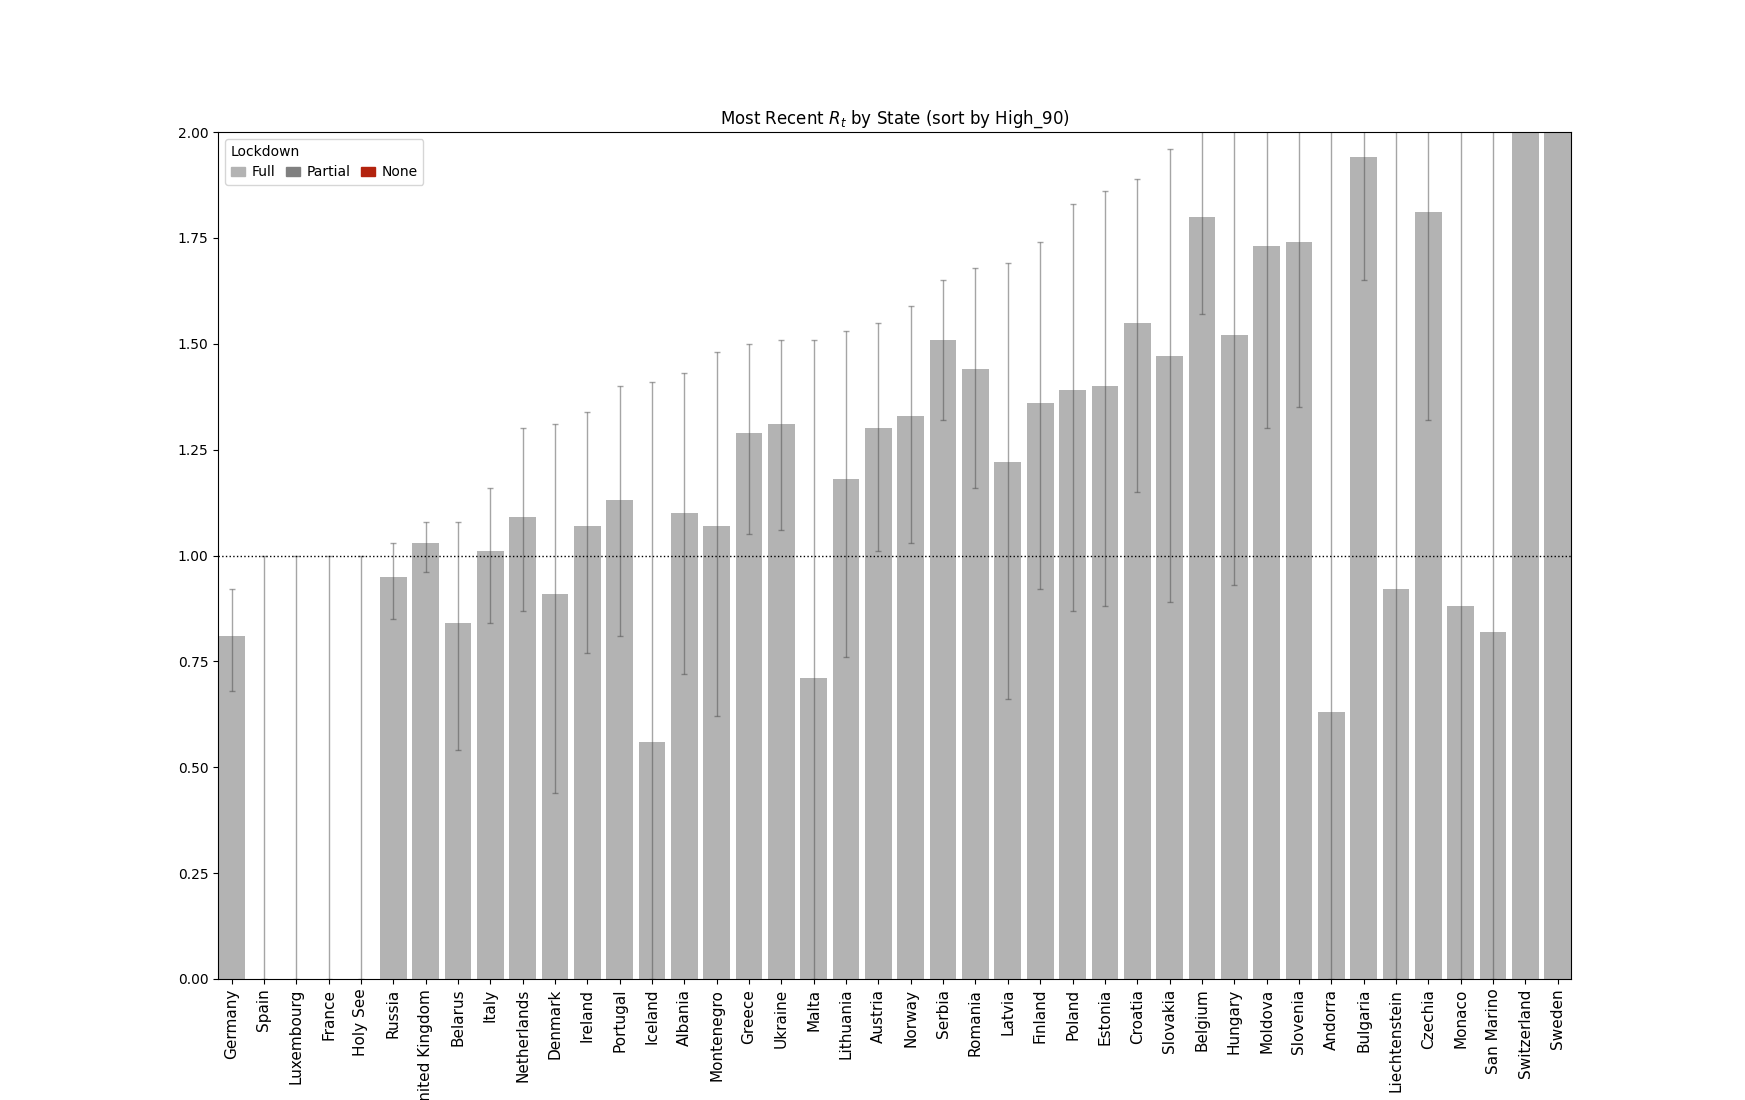 Most Recent R_t by State (sort by High_90)
Lockdown
Full Partial None
2.00
1.75
1.50
1.25
1.00
0.75
0.50
0.25
0.00
Germany
Spain
Luxembourg
France
Holy See
Russia
nited Kingdom
Belarus
Italy
Netherlands
Denmark
Ireland
Portugal
Iceland
Albania
Montenegro
Greece
Ukraine
Malta
Lithuania
Austria
Norway
Serbia
Romania
Latvia
Finland
Poland
Estonia
Croatia
Slovakia
Belgium
Hungary
Moldova
Slovenia
Andorra
Bulgaria
Liechtenstein
Czechia
Monaco
San Marino
Switzerland
Sweden